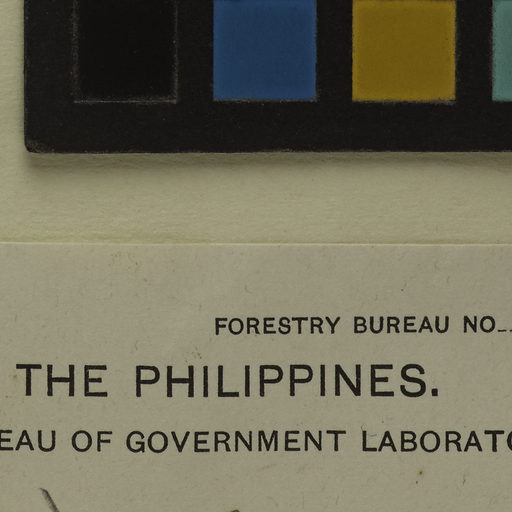 FORESTRY BUREAU NO
THE PHILIPPINES.
EAU OF GOVERNMENT LABORATO